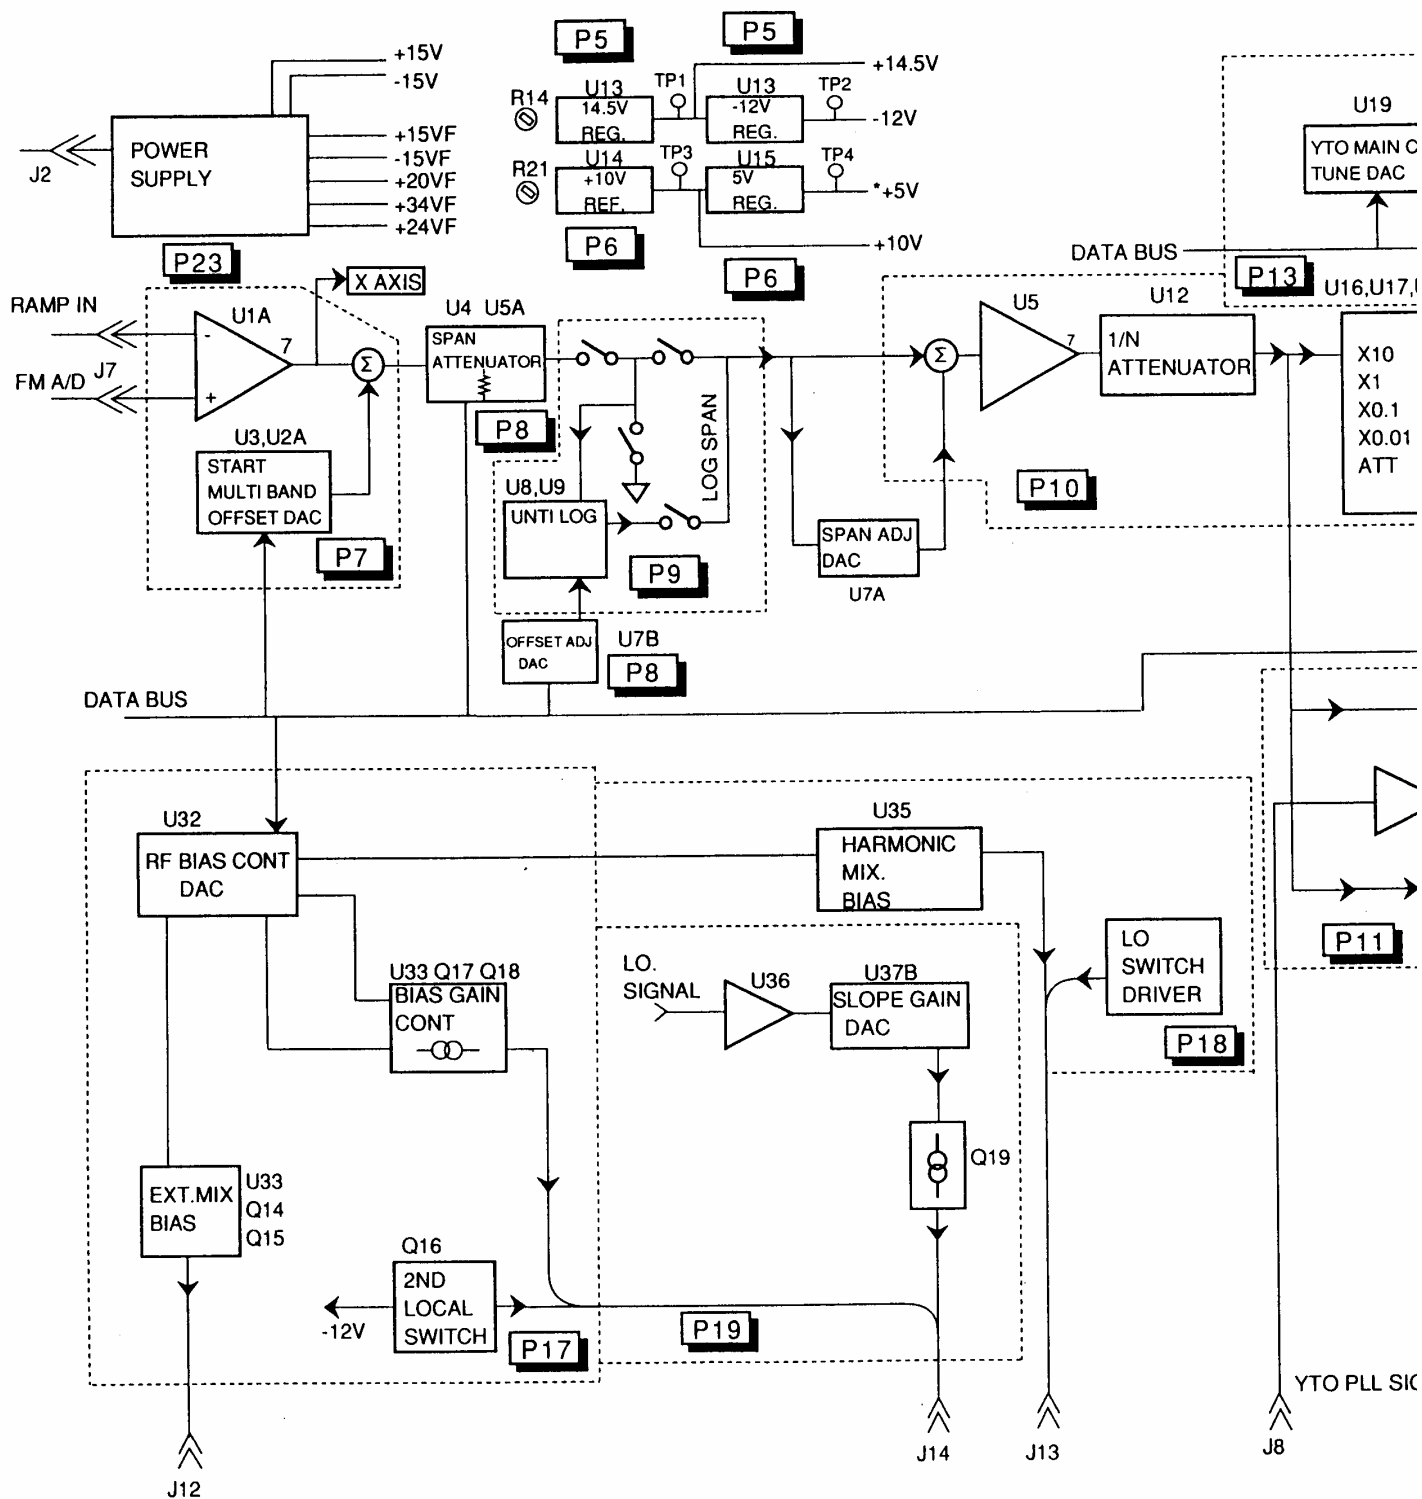 P5
P5
+15V
-15V
+15VF
-15VF
+20VF
+34VF
+24VF
J2
POWER
SUPPLY
P23
R14
U13
14.5V
REG.
TP1
U13
-12V
REG.
TP2
+14.5V
-12V
R21
U14
+10V
REF.
TP3
U15
5V
REG.
TP4
*+5V
+10V
P6
P6
U19
YTO MAIN C
TUNE DAC
DATA BUS
P13
U16,U17,U
RAMP IN
FM A/D
J7
U1A
-
+
7
X AXIS
Σ
U3,U2A
START
MULTI BAND
OFFSET DAC
P7
U4 U5A
SPAN
ATTENUATOR
P8
LOG SPAN
U8,U9
UNTI LOG
P9
OFFSET ADJ
DAC
U7B
P8
SPAN ADJ
DAC
U7A
Σ
U5
7
U12
1/N
ATTENUATOR
P10
X10
X1
X0.1
X0.01
ATT
DATA BUS
U32
RF BIAS CONT
DAC
U35
HARMONIC
MIX.
BIAS
U33 Q17 Q18
BIAS GAIN
CONT
LO.
SIGNAL
U36
U37B
SLOPE GAIN
DAC
LO
SWITCH
DRIVER
P18
P11
Q19
EXT.MIX
BIAS
U33
Q14
Q15
Q16
2ND
LOCAL
SWITCH
-12V
P17
P19
YTO PLL SIG
J12
J14
J13
J8